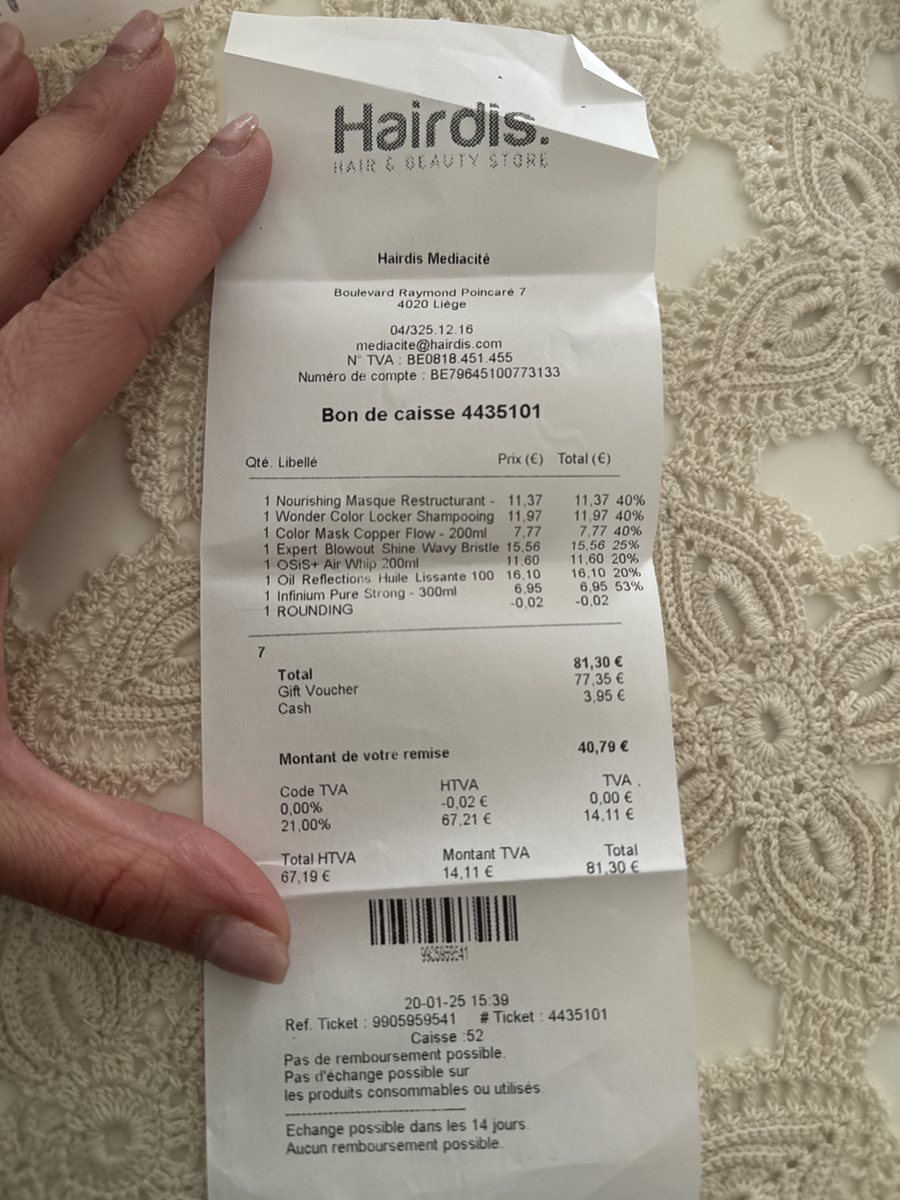 Hairdis.
HAIR & BEAUTY STORE
Hairdis Mediacité
Boulevard Raymond Poincaré 7
4020 Liège
04/325.12.16
mediacite@hairdis.com
N° TVA : BE0818.451.455
Numéro de compte : BE79645100773133
Bon de caisse 4435101
Qté. Libellé Prix (€) Total (€)
1 Nourishing Masque Restructurant - 11,37 11,37 40%
1 Wonder Color Locker Shampooing 11,97 11,97 40%
1 Color Mask Copper Flow - 200ml 7,77 7,77 40%
1 Expert Blowout Shine Wavy Bristle 15,56 15,56 25%
1 OSiS+ Air Whip 200ml 11,60 11,60 20%
1 Oil Reflections Huile Lissante 100 16,10 16,10 20%
1 Infinium Pure Strong - 300ml 6,95 6,95 53%
1 ROUNDING -0,02 -0,02
7
Total 81,30 €
Gift Voucher 77,35 €
Cash 3,95 €
Montant de votre remise 40,79 €
Code TVA HTVA TVA .
0,00% -0,02 € 0,00 €
21,00% 67,21 € 14,11 €
Total HTVA Montant TVA Total
67,19 € 14,11 € 81,30 €
9905959541
20-01-25 15:39
Ref. Ticket : 9905959541 # Ticket : 4435101
Caisse :52
Pas de remboursement possible.
Pas d'échange possible sur
les produits consommables ou utilisés.
Echange possible dans les 14 jours.
Aucun remboursement possible.